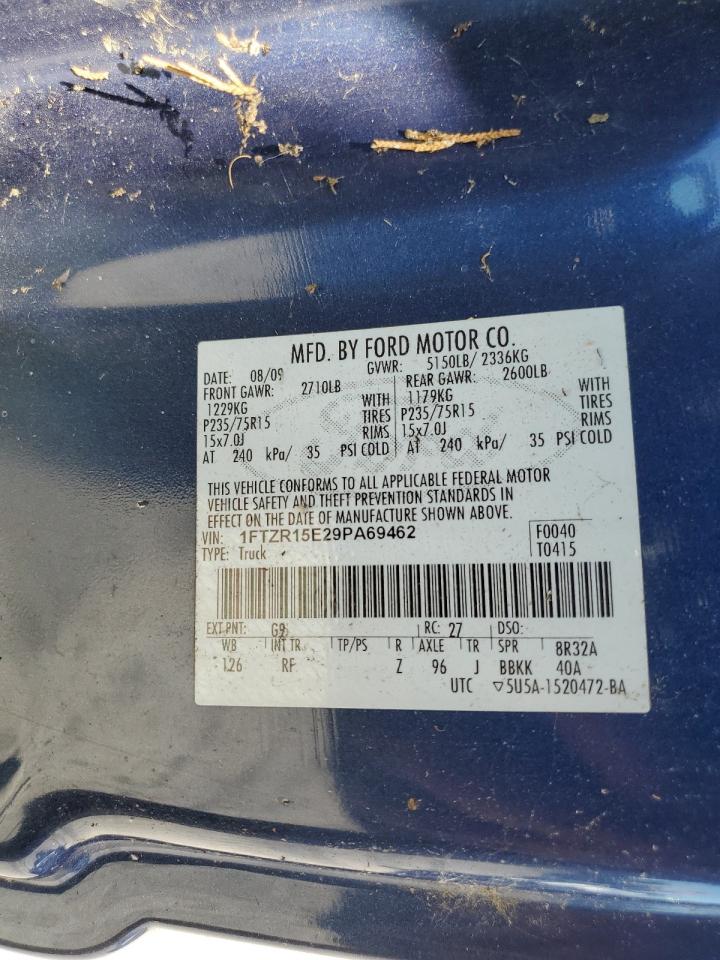 MFD. BY FORD MOTOR CO.
DATE: 08/09 GVWR: 5150LB/ 2336KG
FRONT GAWR: 2710LB REAR GAWR: 2600LB
1229KG WITH 1179KG WITH
P235/75R15 TIRES P235/75R15 TIRES
15x7.0J RIMS 15x7.0J RIMS
AT 240 kPa/ 35 PSI COLD AT 240 kPa/ 35 PSI COLD
THIS VEHICLE CONFORMS TO ALL APPLICABLE FEDERAL MOTOR
VEHICLE SAFETY AND THEFT PREVENTION STANDARDS IN
EFFECT ON THE DATE OF MANUFACTURE SHOWN ABOVE.
VIN: 1FTZR15E29PA69462 F0040
TYPE: Truck T0415
EXT PNT: RC: 27 DSO:
WB INT TR TP/PS R AXLE TR SPR 8R32A
126 RF Z 96 J BBKK 40A
UTC ▽5U5A-1520472-BA